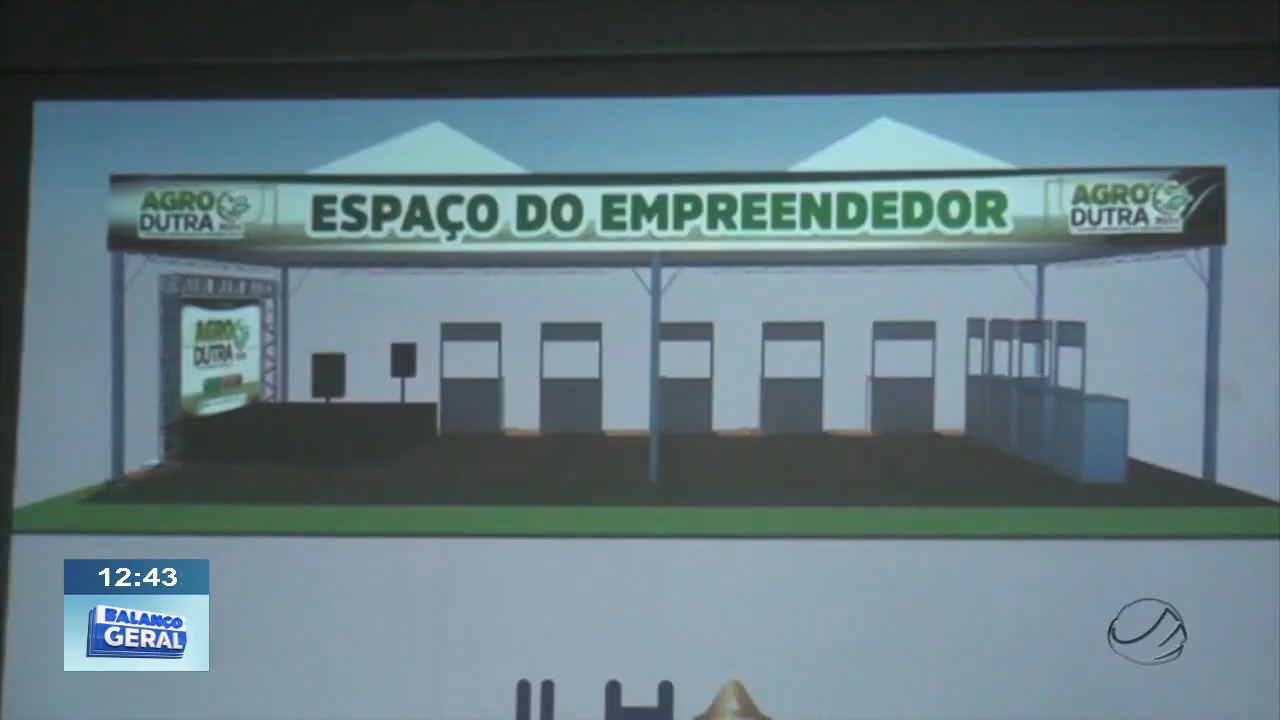 AGRO
DUTRA
ESPAÇO DO EMPREENDEDOR
AGRO
DUTRA
AGRO
DUTRA
12:43
BALANÇO
GERAL